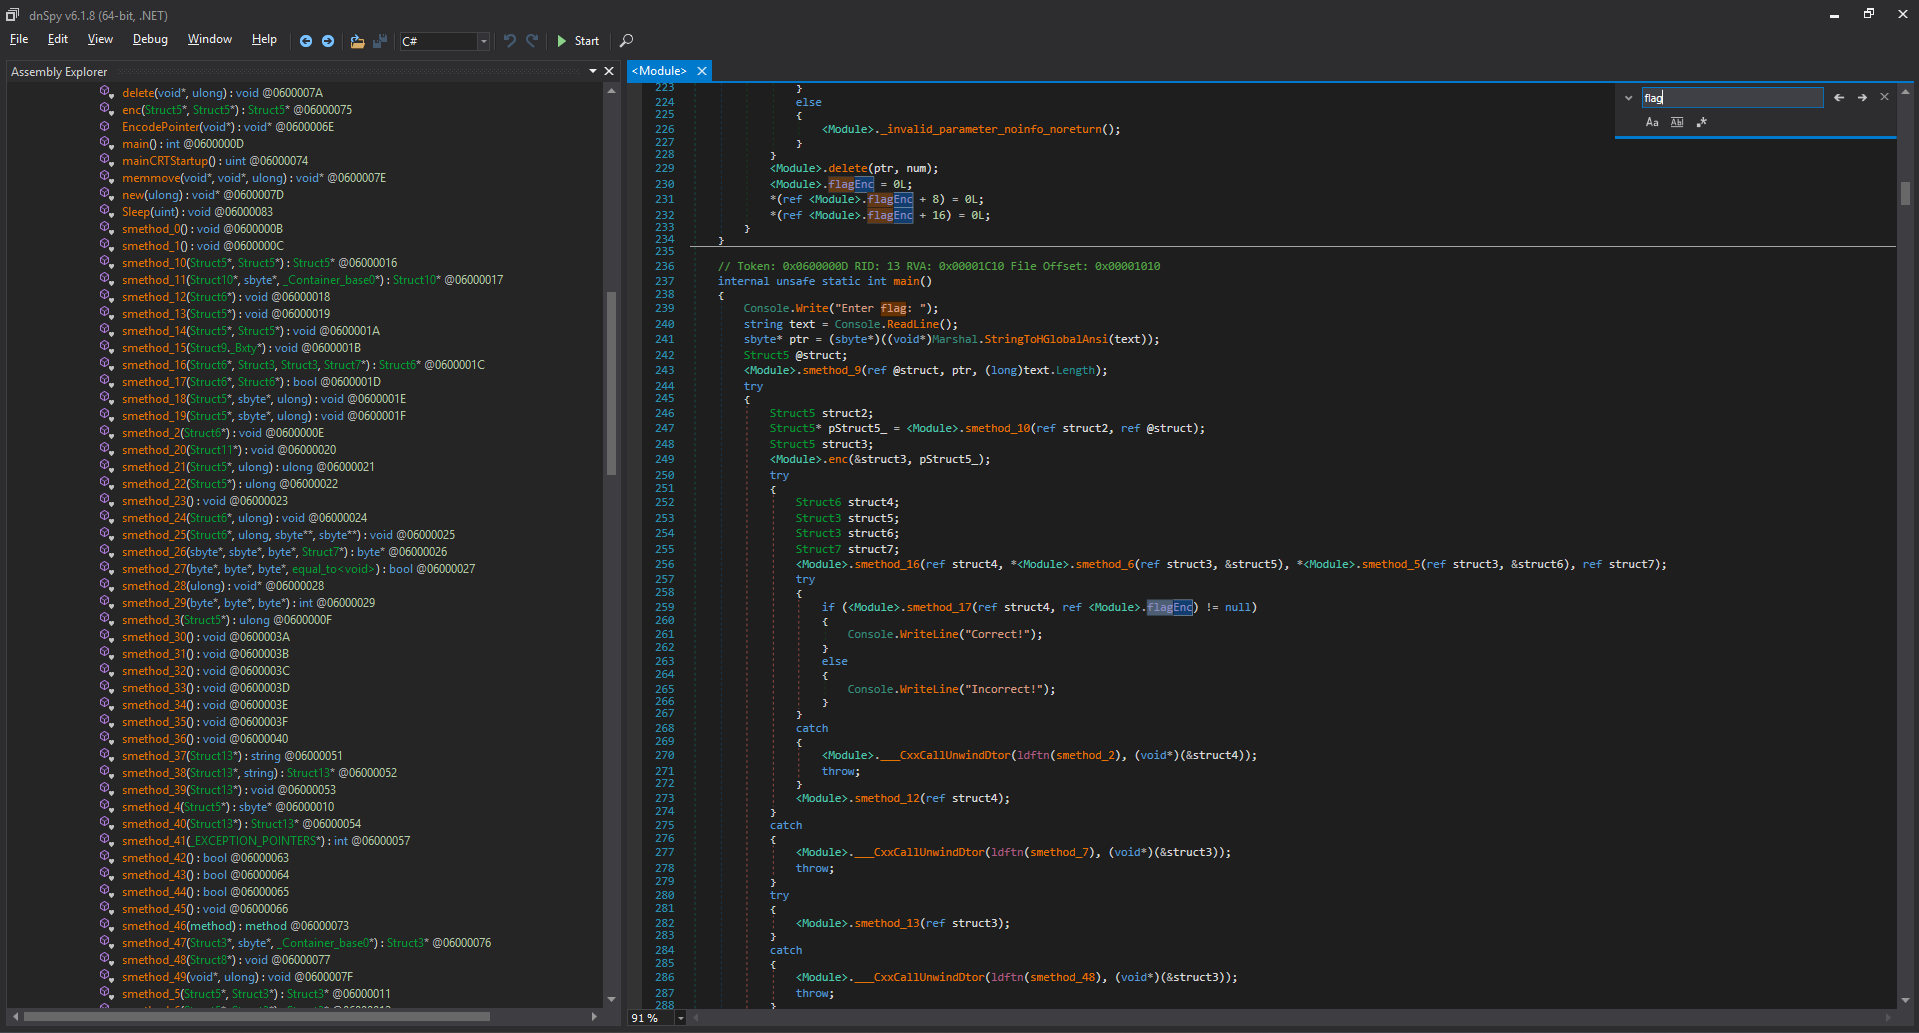 dnSpy v6.1.8 (64-bit, .NET)
File Edit View Debug Window Help C# Start
Assembly Explorer
delete(void*, ulong) : void @0600007A
enc(Struct5*, Struct5*) : Struct5* @06000075
EncodePointer(void*) : void* @0600006E
main() : int @0600000D
mainCRTStartup() : uint @06000074
memmove(void*, void*, ulong) : void* @0600007E
new(ulong) : void* @0600007D
Sleep(uint) : void @06000083
smethod_0() : void @0600000B
smethod_1() : void @0600000C
smethod_10(Struct5*, Struct5*) : Struct5* @06000016
smethod_11(Struct10*, sbyte*, _Container_base0*) : Struct10* @06000017
smethod_12(Struct6*) : void @06000018
smethod_13(Struct5*) : void @06000019
smethod_14(Struct5*, Struct5*) : void @0600001A
smethod_15(Struct9._Bxty*) : void @0600001B
smethod_16(Struct6*, Struct3, Struct3, Struct7*) : Struct6* @0600001C
smethod_17(Struct6*, Struct6*) : bool @0600001D
smethod_18(Struct5*, sbyte*, ulong) : void @0600001E
smethod_19(Struct5*, sbyte*, ulong) : void @0600001F
smethod_2(Struct6*) : void @0600000E
smethod_20(Struct11*) : void @06000020
smethod_21(Struct5*, ulong) : ulong @06000021
smethod_22(Struct5*) : ulong @06000022
smethod_23() : void @06000023
smethod_24(Struct6*, ulong) : void @06000024
smethod_25(Struct6*, ulong, sbyte**, sbyte**) : void @06000025
smethod_26(sbyte*, sbyte*, byte*, Struct7*) : byte* @06000026
smethod_27(byte*, byte*, byte*, equal_to<void>) : bool @06000027
smethod_28(ulong) : void* @06000028
smethod_29(byte*, byte*, byte*) : int @06000029
smethod_3(Struct5*) : ulong @0600000F
smethod_30() : void @0600003A
smethod_31() : void @0600003B
smethod_32() : void @0600003C
smethod_33() : void @0600003D
smethod_34() : void @0600003E
smethod_35() : void @0600003F
smethod_36() : void @06000040
smethod_37(Struct13*) : string @06000051
smethod_38(Struct13*, string) : Struct13* @06000052
smethod_39(Struct13*) : void @06000053
smethod_4(Struct5*) : sbyte* @06000010
smethod_40(Struct13*) : Struct13* @06000054
smethod_41(_EXCEPTION_POINTERS*) : int @06000057
smethod_42() : bool @06000063
smethod_43() : bool @06000064
smethod_44() : bool @06000065
smethod_45() : void @06000066
smethod_46(method) : method @06000073
smethod_47(Struct3*, sbyte*, _Container_base0*) : Struct3* @06000076
smethod_48(Struct8*) : void @06000077
smethod_49(void*, ulong) : void @0600007F
smethod_5(Struct5*, Struct3*) : Struct3* @06000011
<Module>
flag
Aa Ab .*
223 }
224 else
225 {
226 <Module>._invalid_parameter_noinfo_noreturn();
227 }
228 }
229 <Module>.delete(ptr, num);
230 <Module>.flagEnc = 0L;
231 *(ref <Module>.flagEnc + 8) = 0L;
232 *(ref <Module>.flagEnc + 16) = 0L;
233 }
234 }
235
236 // Token: 0x0600000D RID: 13 RVA: 0x00001C10 File Offset: 0x00001010
237 internal unsafe static int main()
238 {
239 Console.Write("Enter flag: ");
240 string text = Console.ReadLine();
241 sbyte* ptr = (sbyte*)((void*)Marshal.StringToHGlobalAnsi(text));
242 Struct5 @struct;
243 <Module>.smethod_9(ref @struct, ptr, (long)text.Length);
244 try
245 {
246 Struct5 struct2;
247 Struct5* pStruct5_ = <Module>.smethod_10(ref struct2, ref @struct);
248 Struct5 struct3;
249 <Module>.enc(&struct3, pStruct5_);
250 try
251 {
252 Struct6 struct4;
253 Struct3 struct5;
254 Struct3 struct6;
255 Struct7 struct7;
256 <Module>.smethod_16(ref struct4, *<Module>.smethod_6(ref struct3, &struct5), *<Module>.smethod_5(ref struct3, &struct6), ref struct7);
257 try
258 {
259 if (<Module>.smethod_17(ref struct4, ref <Module>.flagEnc) != null)
260 {
261 Console.WriteLine("Correct!");
262 }
263 else
264 {
265 Console.WriteLine("Incorrect!");
266 }
267 }
268 catch
269 {
270 <Module>.___CxxCallUnwindDtor(ldftn(smethod_2), (void*)(&struct4));
271 throw;
272 }
273 <Module>.smethod_12(ref struct4);
274 }
275 catch
276 {
277 <Module>.___CxxCallUnwindDtor(ldftn(smethod_7), (void*)(&struct3));
278 throw;
279 }
280 try
281 {
282 <Module>.smethod_13(ref struct3);
283 }
284 catch
285 {
286 <Module>.___CxxCallUnwindDtor(ldftn(smethod_48), (void*)(&struct3));
287 throw;
288 }
91 %